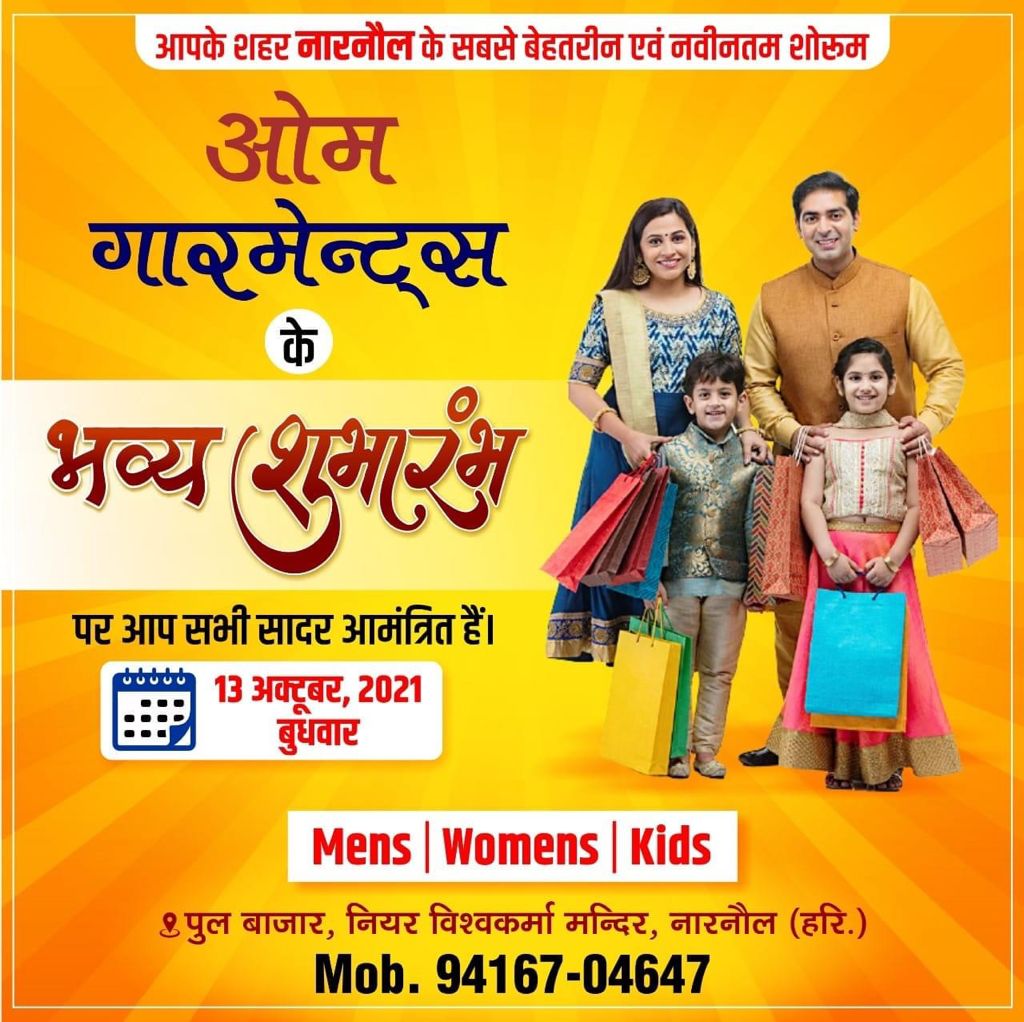 आपके शहर नारनौल के सबसे बेहतरीन एवं नवीनतम शोरूम
ओम
गारमेन्ट्स
के
भव्य शुभारंभ
पर आप सभी सादर आमंत्रित हैं।
13 अक्टूबर, 2021
बुधवार
Mens | Womens | Kids
पुल बाजार, नियर विश्वकर्मा मन्दिर, नारनौल (हरि.)
Mob. 94167-04647